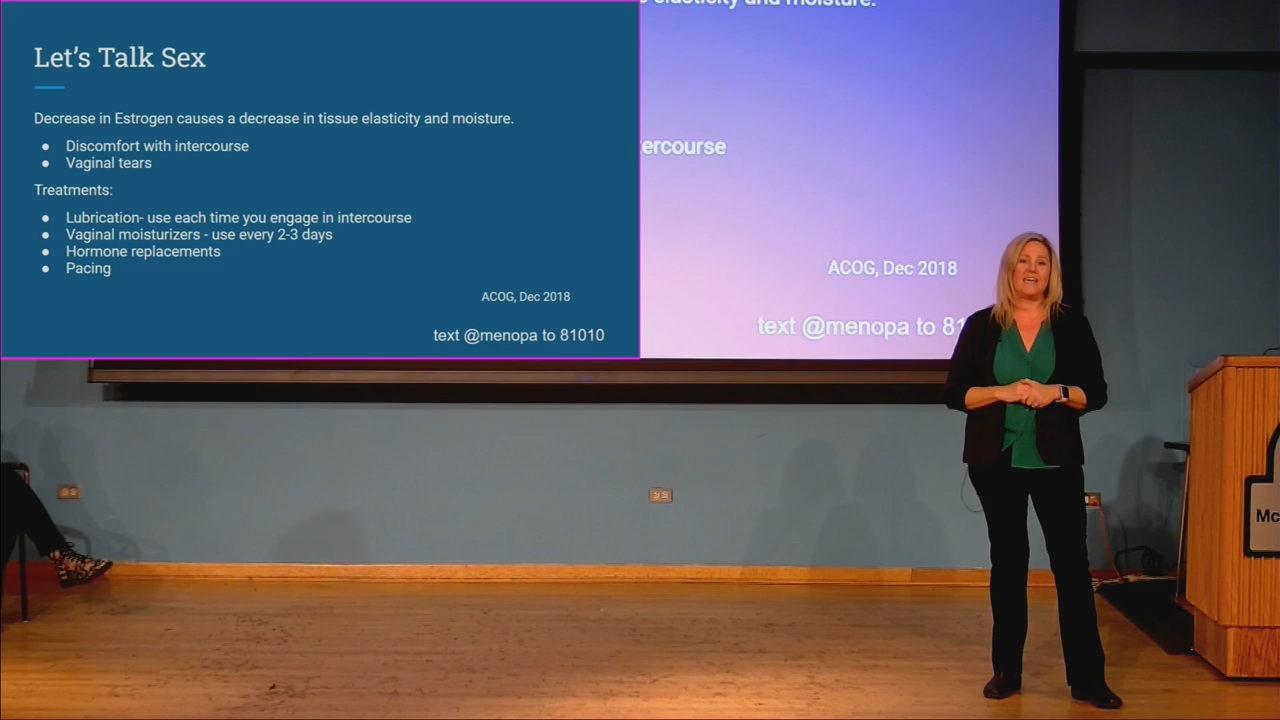 Let's Talk Sex
Decrease in Estrogen causes a decrease in tissue elasticity and moisture.
● Discomfort with intercourse
● Vaginal tears
Treatments:
● Lubrication- use each time you engage in intercourse
● Vaginal moisturizers - use every 2-3 days
● Hormone replacements
● Pacing
ACOG, Dec 2018
text @menopa to 81010
elasticity and moisture.
ercourse
ACOG, Dec 2018
text @menopa to 81
Mc